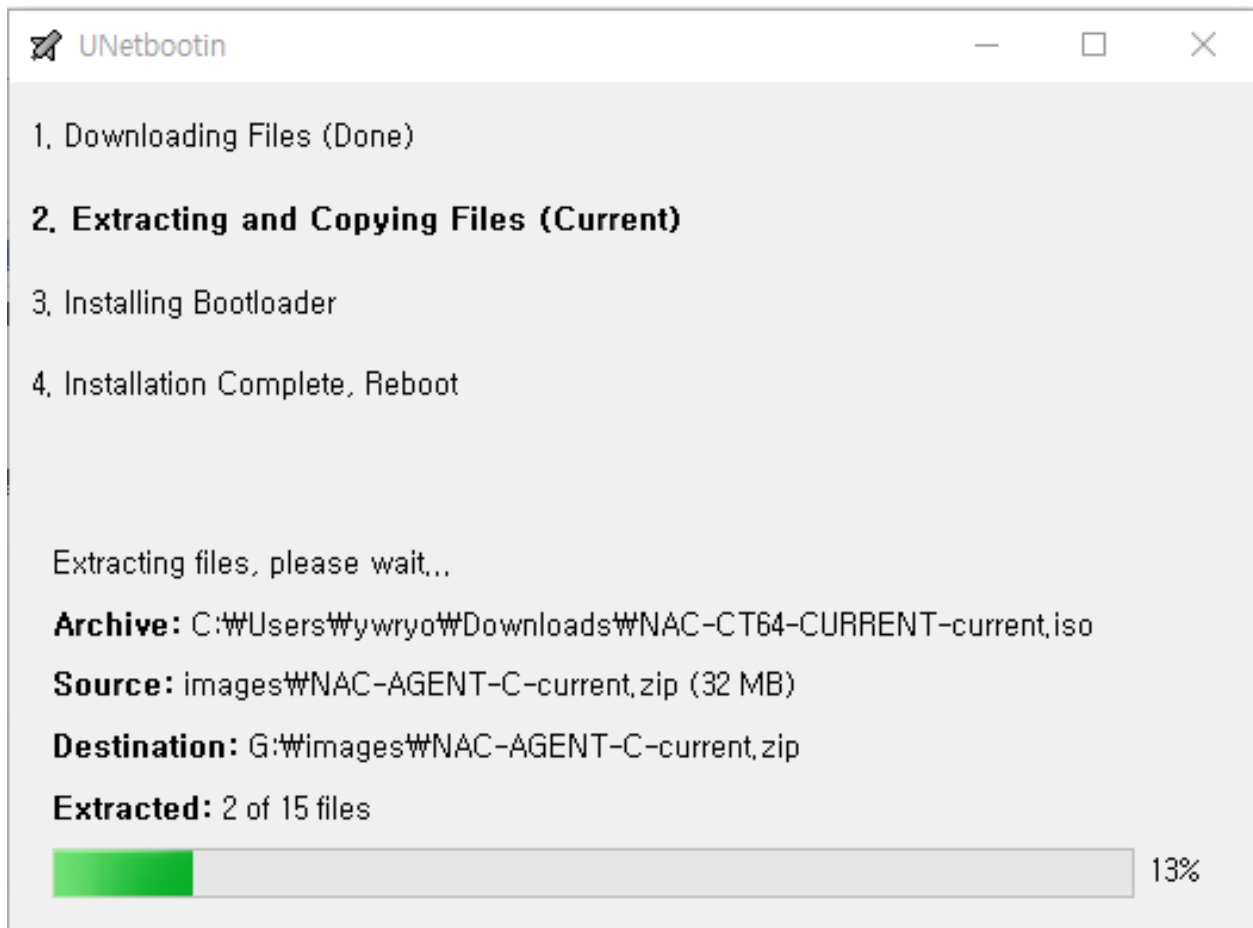 UNetbootin
1. Downloading Files (Done)
2. Extracting and Copying Files (Current)
3. Installing Bootloader
4. Installation Complete, Reboot
Extracting files, please wait...
Archive: C:₩Users₩ywryo₩Downloads₩NAC-CT64-CURRENT-current.iso
Source: images₩NAC-AGENT-C-current.zip (32 MB)
Destination: G:₩images₩NAC-AGENT-C-current.zip
Extracted: 2 of 15 files
13%